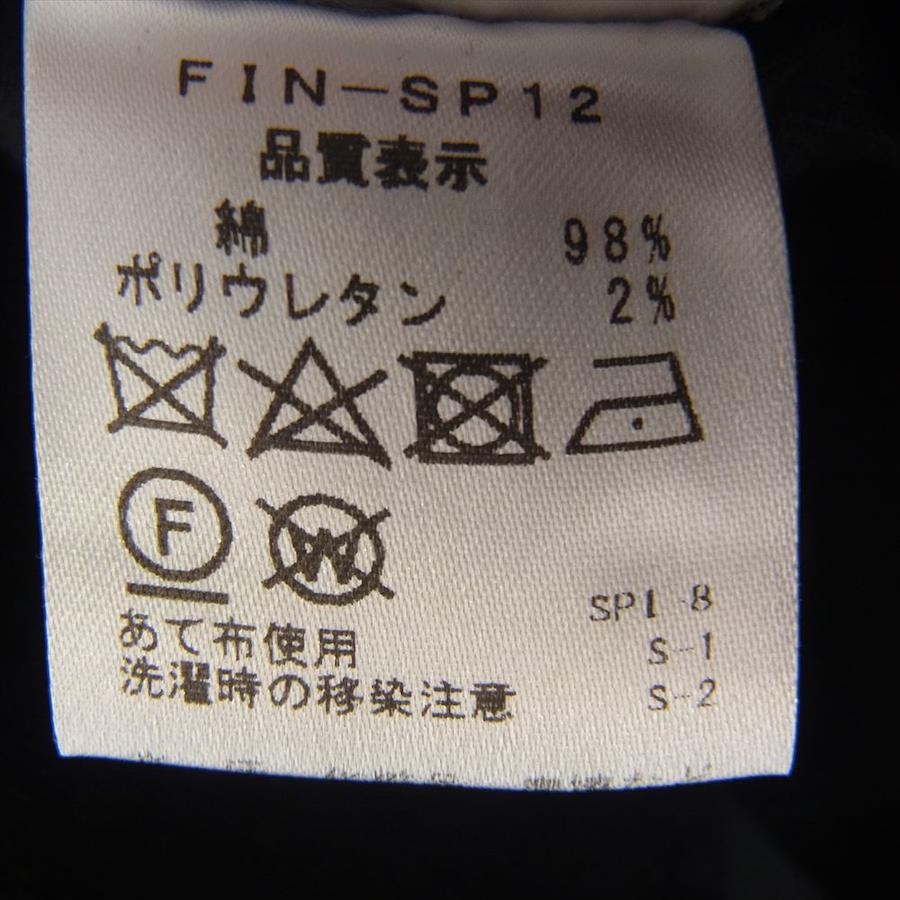 FIN-SP12
品質表示
綿 98%
ポリウレタン 2%
F W
あて布使用
洗濯時の移染注意
SP1-8
S-1
S-2